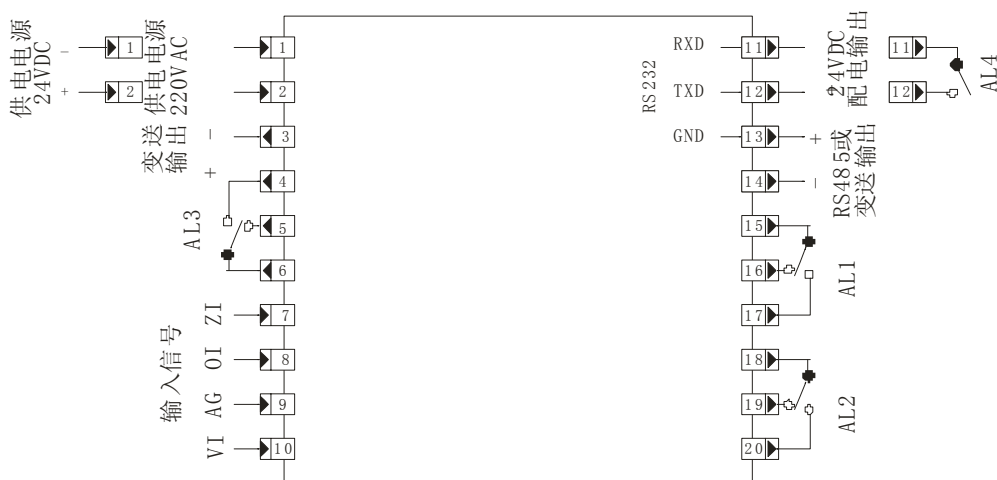 供电电源
24VDC
-
+
1
2
供电电源
220VAC
变送
输出
-
+
AL3
输入信号
ZI
OI
AG
VI
1
2
3
4
5
6
7
8
9
10
RS232
RXD
TXD
GND
11
12
13
14
15
16
17
18
19
20
24VDC
配电输出
+
-
RS485或
变送输出
AL1
AL2
11
12
AL4